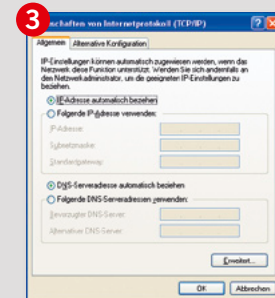 3
schaften von Internetprotokoll (TCP/IP)
Allgemein Alternative Konfiguration
IP-Einstellungen können automatisch zugewiesen werden, wenn das
Netzwerk diese Funktion unterstützt. Wenden Sie sich andernfalls an
den Netzwerkadministrator, um die geeigneten IP-Einstellungen zu
beziehen.
IP-Adresse automatisch beziehen
Folgende IP-Adresse verwenden:
IP-Adresse:
Subnetzmaske:
Standardgateway:
DNS-Serveradresse automatisch beziehen
Folgende DNS-Serveradressen verwenden:
Bevorzugter DNS-Server:
Alternativer DNS-Server:
Erweitert...
OK Abbrechen